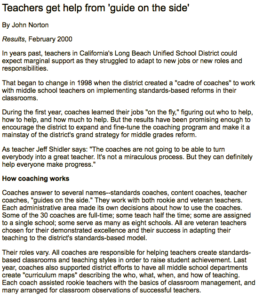 Teachers get help from 'guide on the side'
By John Norton
Results, February 2000
In years past, teachers in California's Long Beach Unified School District could
expect marginal support as they struggled to adapt to new jobs or new roles and
responsibilities.
That began to change in 1998 when the district created a "cadre of coaches" to work
with middle school teachers on implementing standards-based reforms in their
classrooms.
During the first year, coaches learned their jobs "on the fly," figuring out who to help,
how to help, and how much to help. But the results have been promising enough to
encourage the district to expand and fine-tune the coaching program and make it a
mainstay of the district's grand strategy for middle grades reform.
As teacher Jeff Shidler says: "The coaches are not going to be able to turn
everybody into a great teacher. It's not a miraculous process. But they can definitely
help everyone make progress."
How coaching works
Coaches answer to several names--standards coaches, content coaches, teacher
coaches, "guides on the side." They work with both rookie and veteran teachers.
Each administrative area made its own decisions about how to use the coaches.
Some of the 30 coaches are full-time; some teach half the time; some are assigned
to a single school; some serve as many as eight schools. All are veteran teachers
chosen for their demonstrated excellence and their success in adapting their
teaching to the district's standards-based model.
Their roles vary. All coaches are responsible for helping teachers create standards-
based classrooms and teaching styles in order to raise student achievement. Last
year, coaches also supported district efforts to have all middle school departments
create "curriculum maps" describing the who, what, when, and how of teaching.
Each coach assisted rookie teachers with the basics of classroom management, and
many arranged for classroom observations of successful teachers.